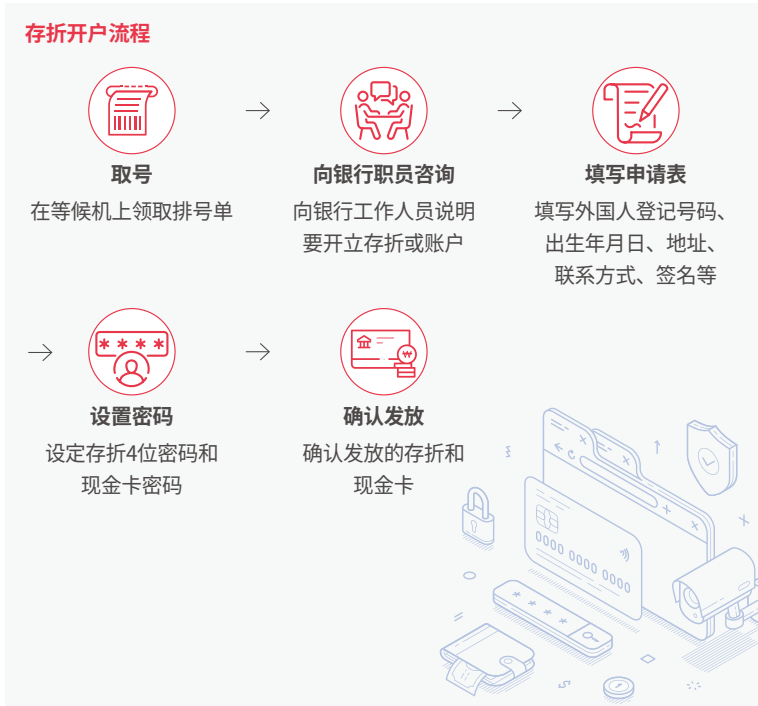 存折开户流程
取号
在等候机上领取排号单
向银行职员咨询
向银行工作人员说明
要开立存折或账户
填写申请表
填写外国人登记号码、
出生年月日、地址、
联系方式、签名等
设置密码
设定存折4位密码和
现金卡密码
确认发放
确认发放的存折和
现金卡
0000 0000 0000